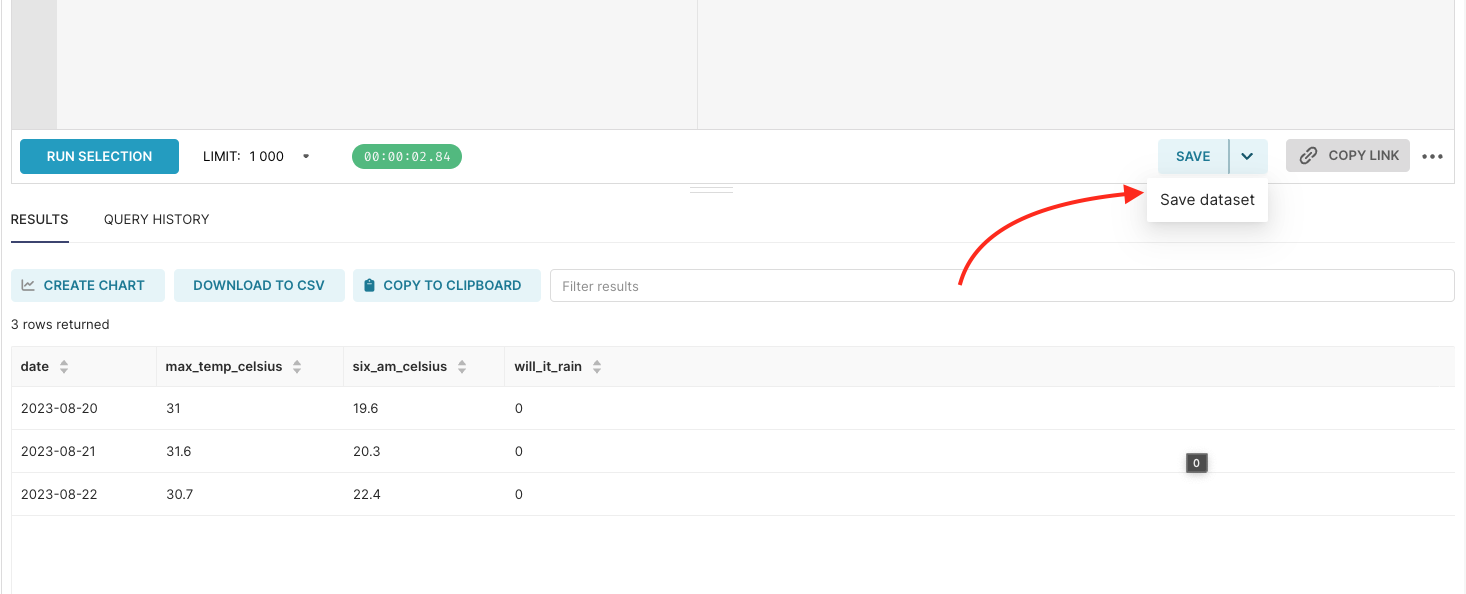 RUN SELECTION LIMIT: 1 000 00:00:02.84 SAVE COPY LINK
Save dataset
RESULTS QUERY HISTORY
CREATE CHART DOWNLOAD TO CSV COPY TO CLIPBOARD Filter results
3 rows returned
date max_temp_celsius six_am_celsius will_it_rain
2023-08-20 31 19.6 0
2023-08-21 31.6 20.3 0
0
2023-08-22 30.7 22.4 0